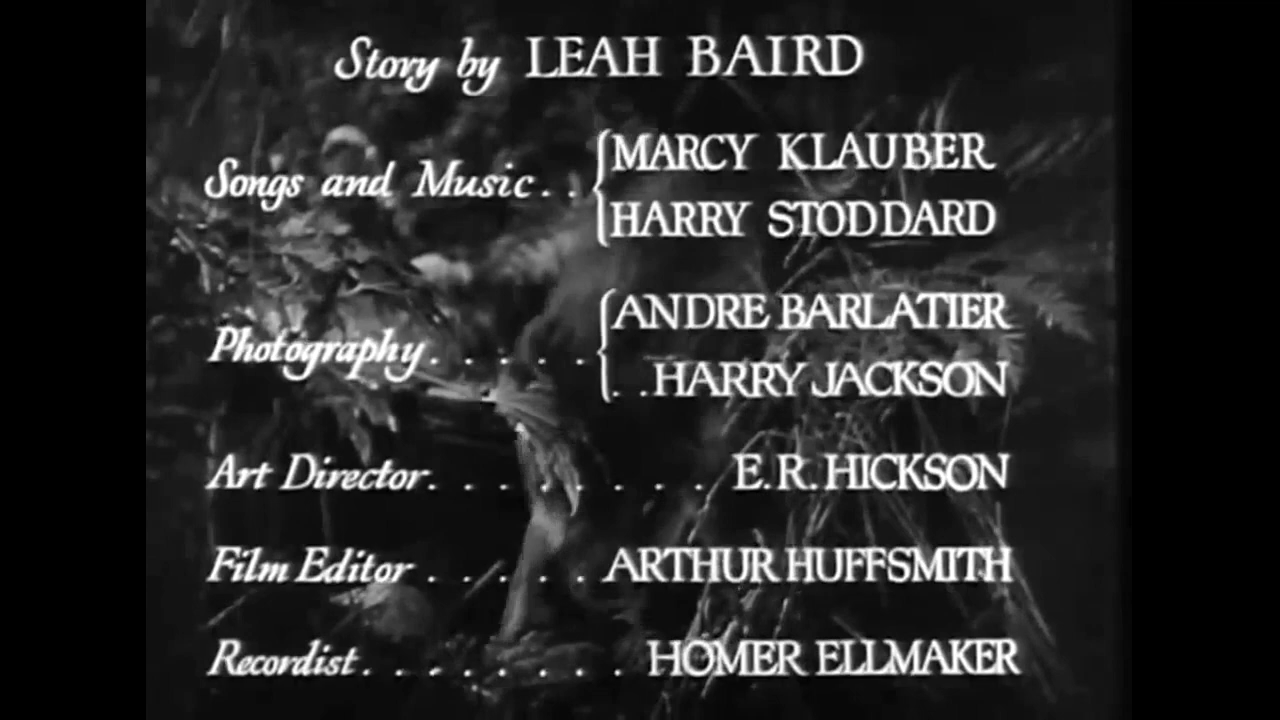 Story by LEAH BAIRD
Songs and Music.. MARCY KLAUBER
HARRY STODDARD
Photography..... ANDRE BARLATIER
..HARRY JACKSON
Art Director........ E.R. HICKSON
Film Editor...... ARTHUR HUFFSMITH
Recordist........ HOMER ELLMAKER